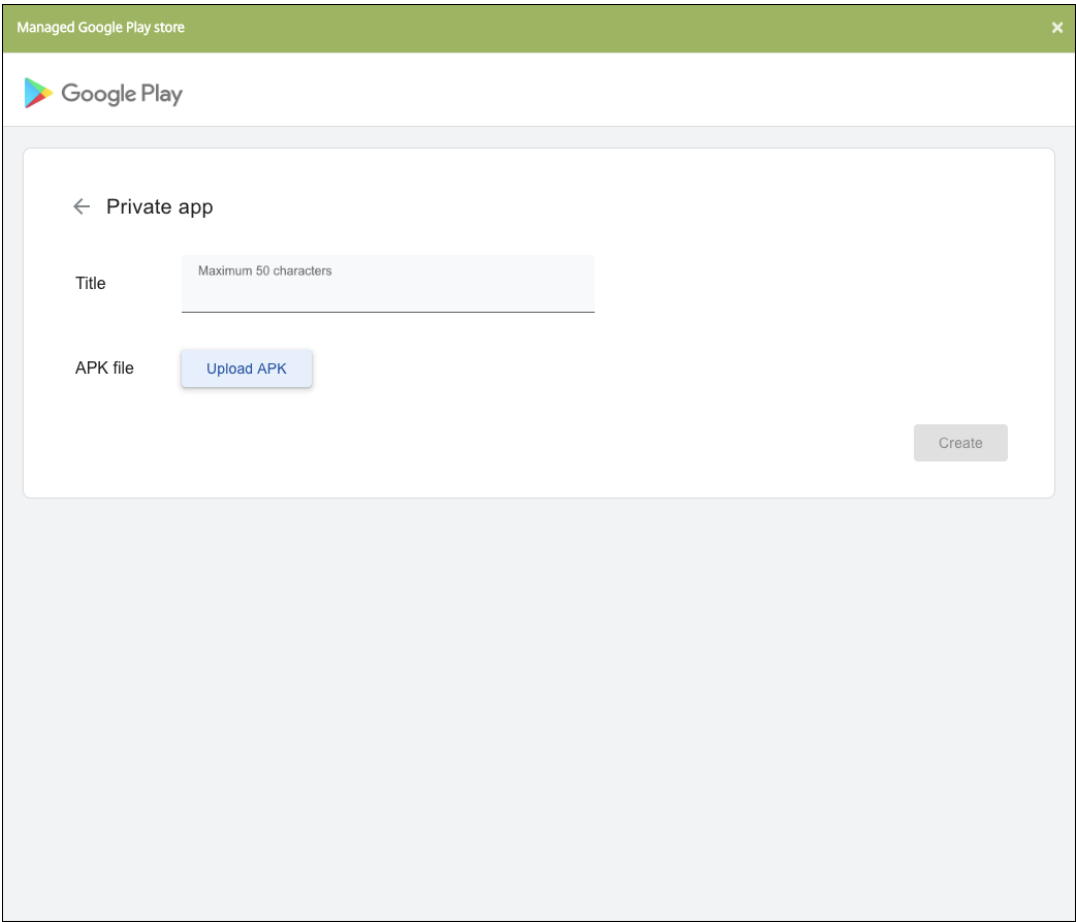 Managed Google Play store
Google Play
Private app
Title
Maximum 50 characters
APK file
Upload APK
Create